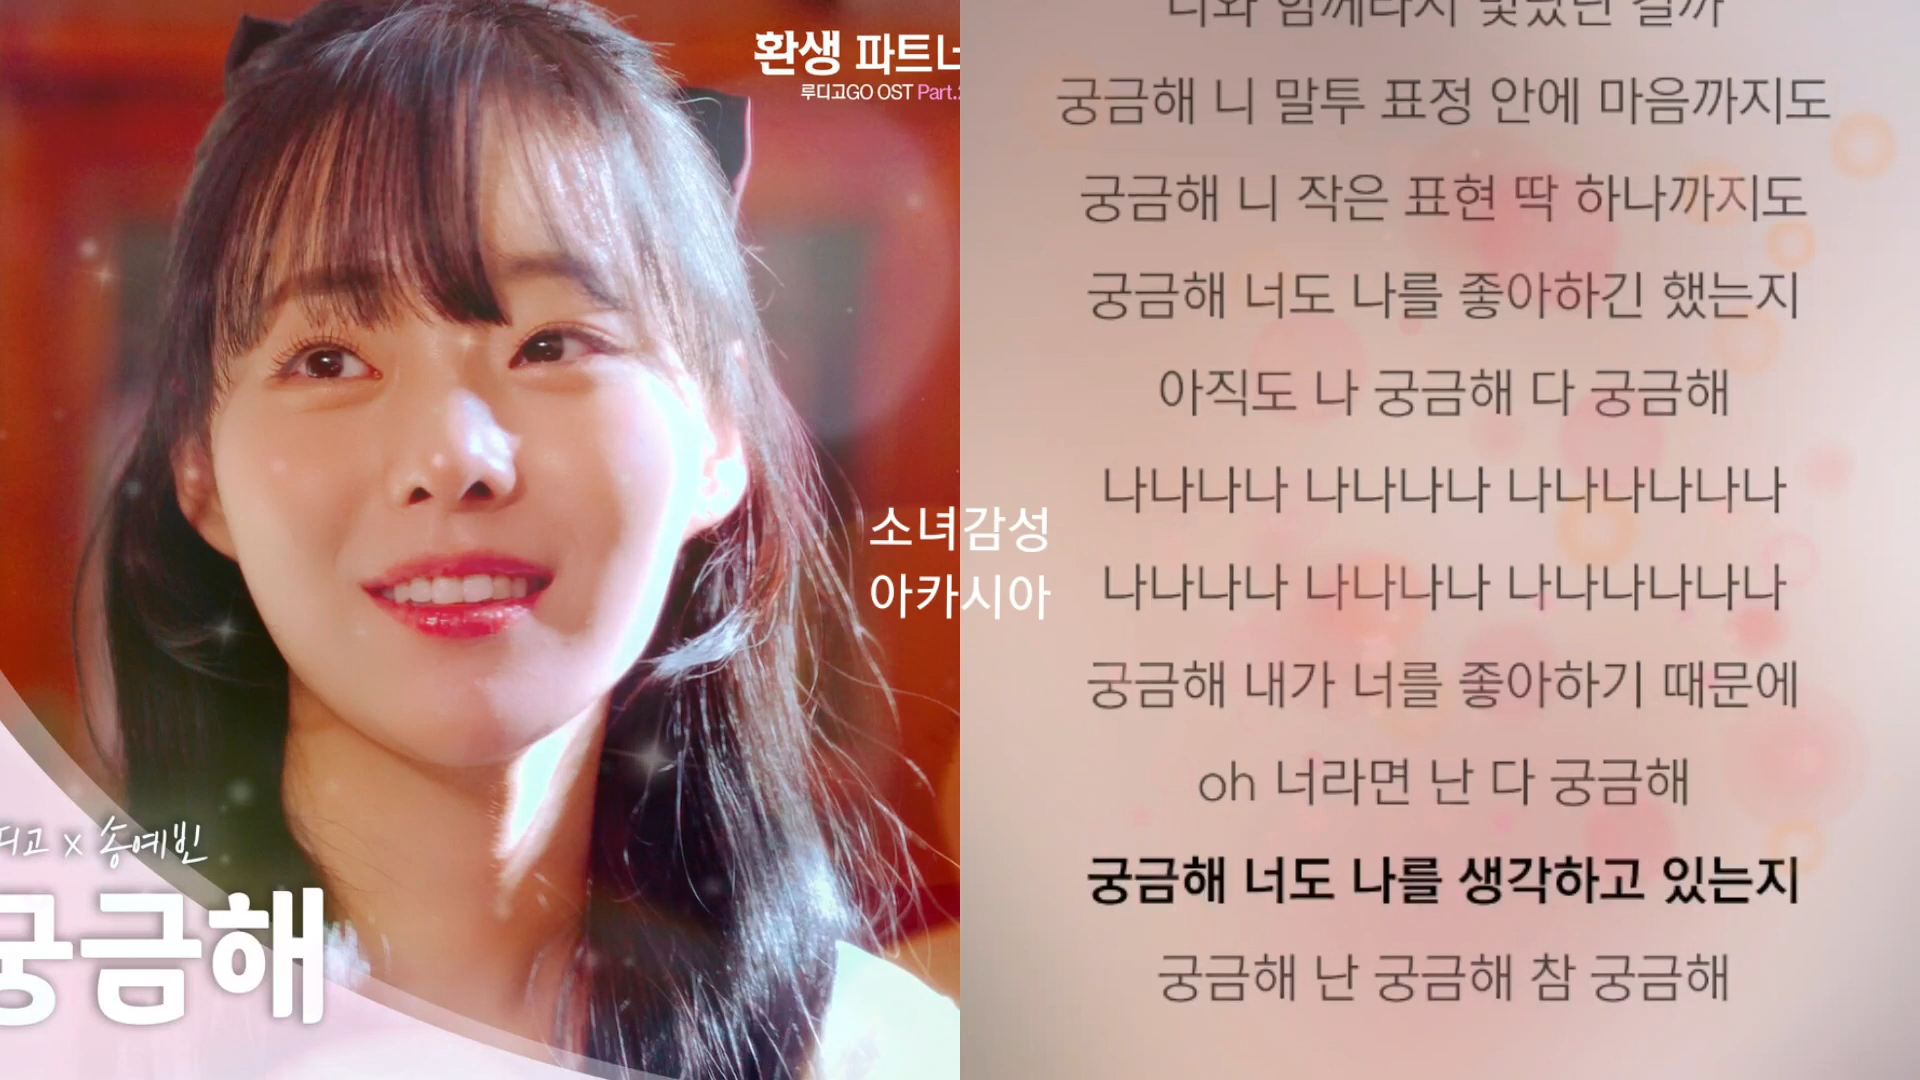 환생
루디고GO OST Part.
x 송예빈
궁금해
소녀감성
아카시아
궁금해 니 말투 표정 안에 마음까지도
궁금해 니 작은 표현 딱 하나까지도
궁금해 너도 나를 좋아하긴 했는지
아직도 나 궁금해 다 궁금해
나나나나 나나나나 나나나나나나
나나나나 나나나나 나나나나나나
궁금해 내가 너를 좋아하기 때문에
oh 너라면 난 다 궁금해
궁금해 너도 나를 생각하고 있는지
궁금해 난 궁금해 참 궁금해